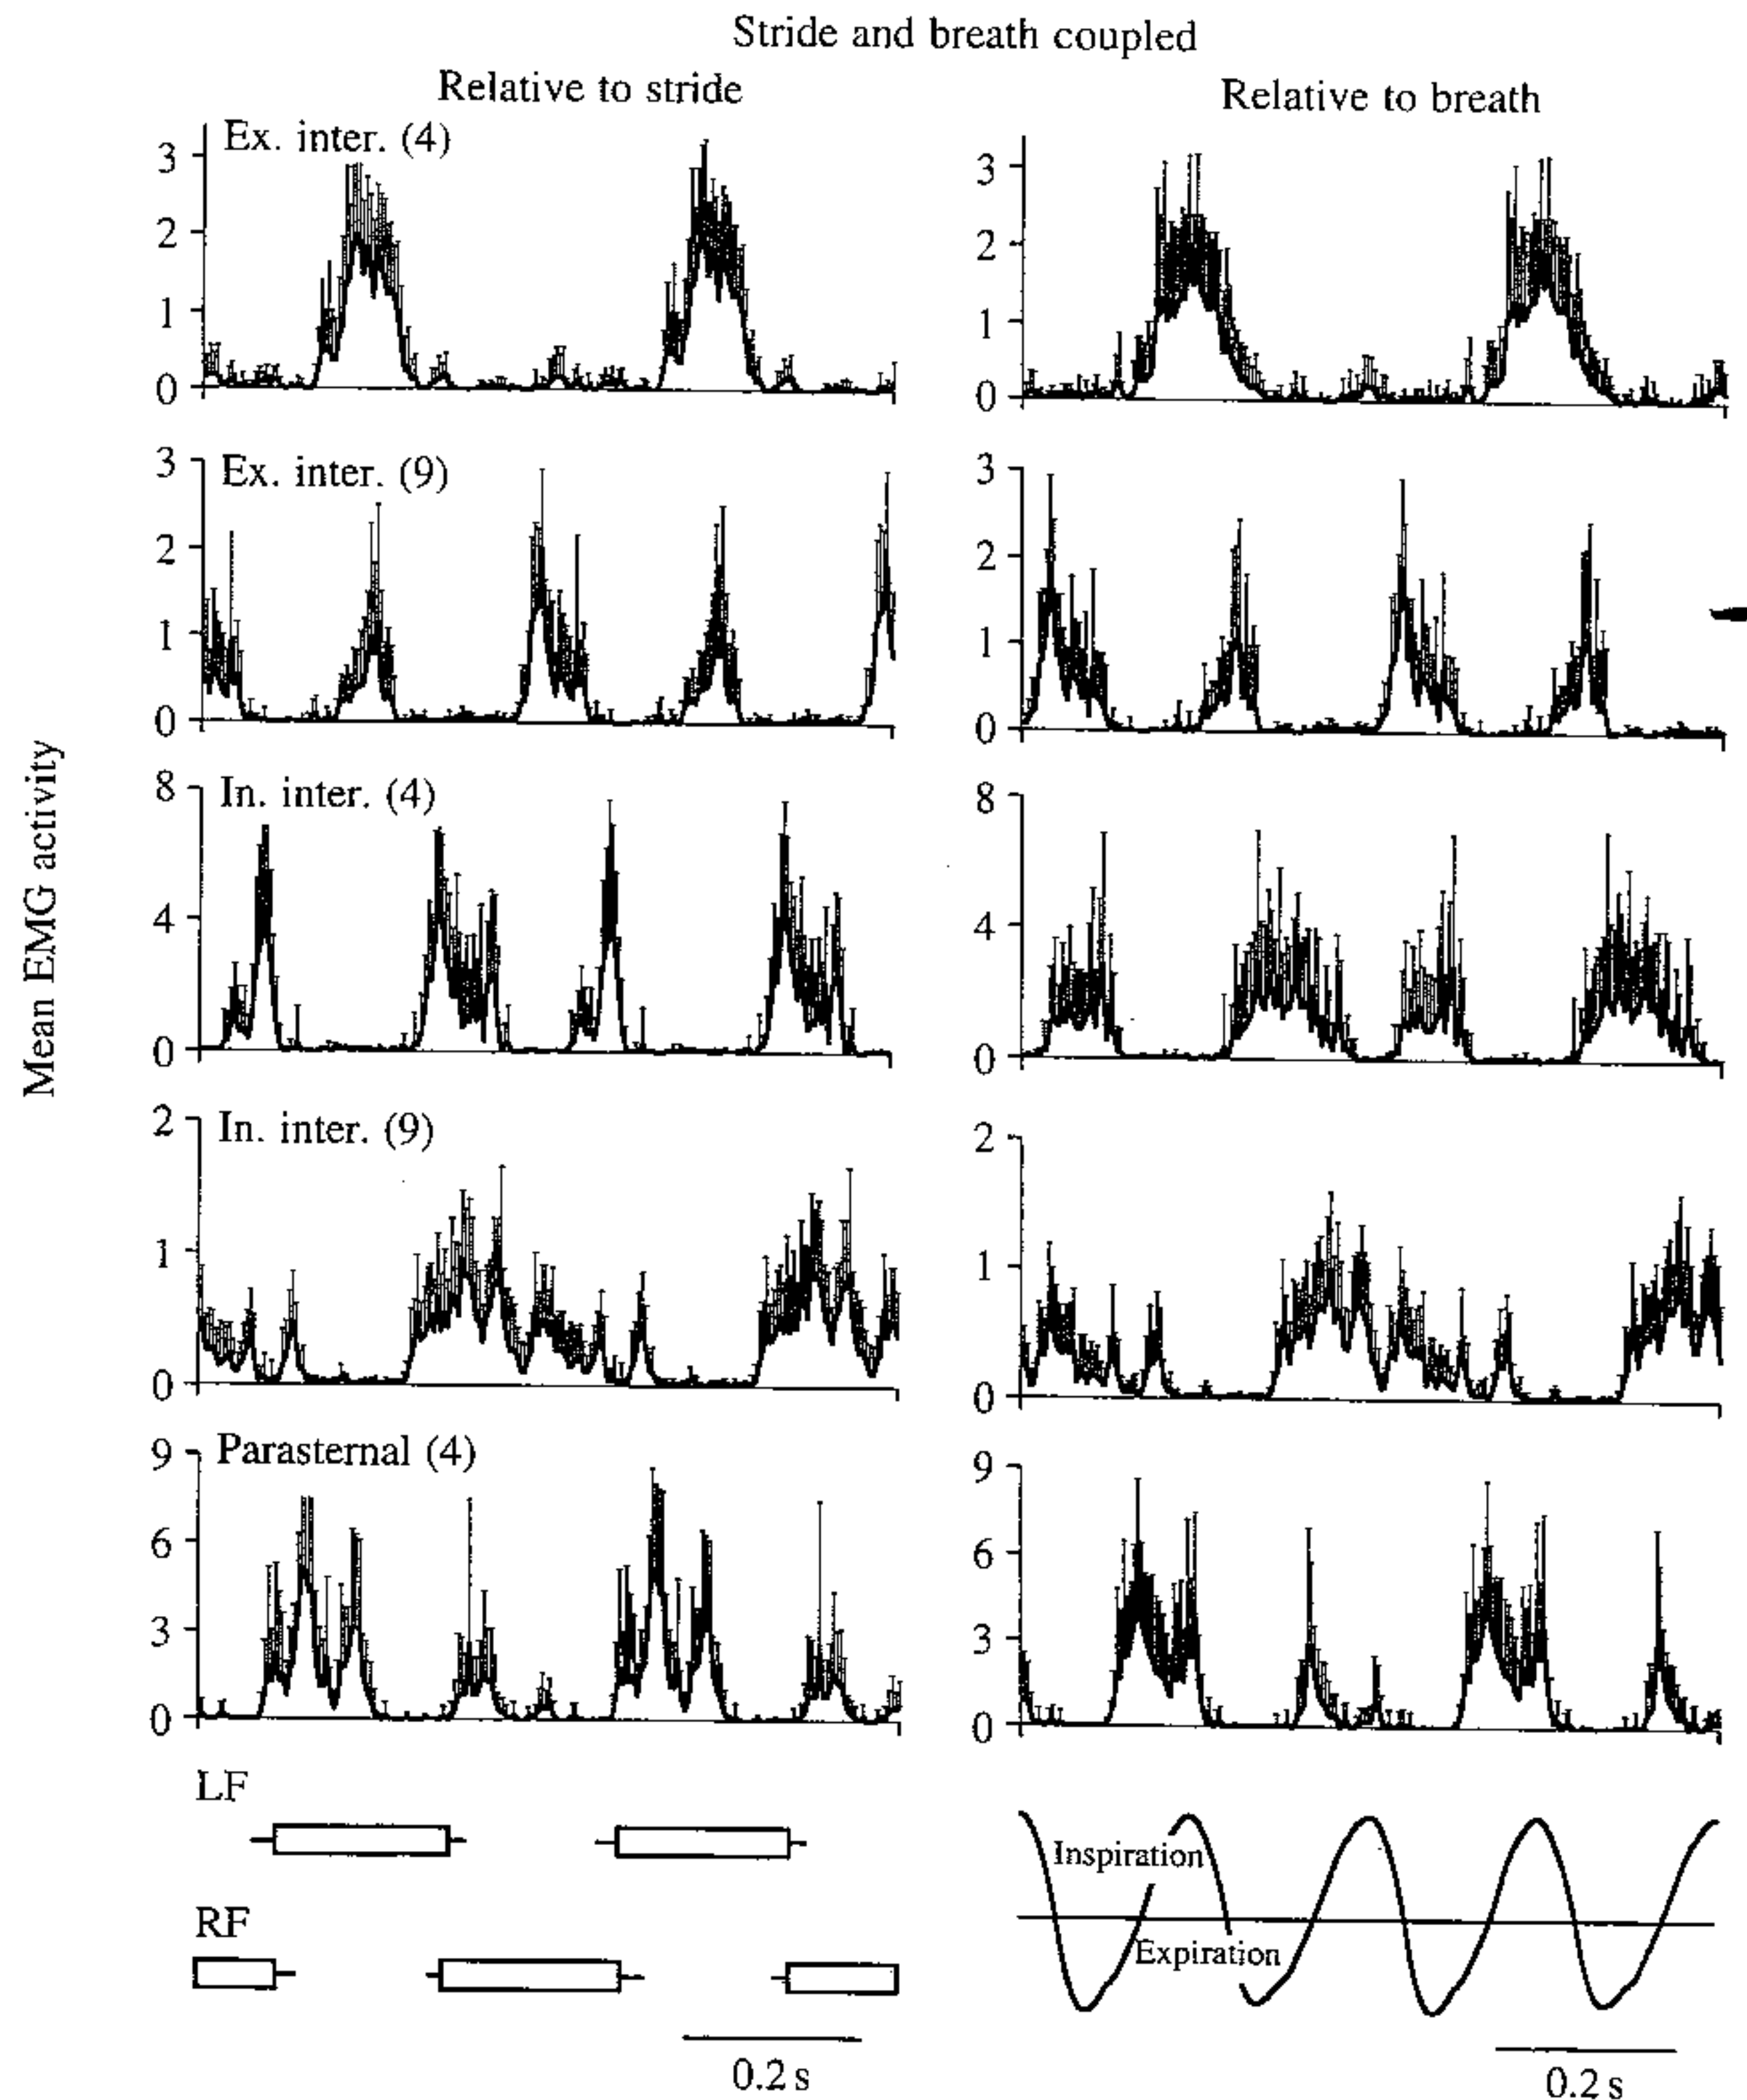 Stride and breath coupled
Relative to stride
Relative to breath
Mean EMG activity
Ex. inter. (4)
3
2
1
0
3
2
1
0
Ex. inter. (9)
3
2
1
0
3
2
1
0
In. inter. (4)
8
4
0
8
4
0
In. inter. (9)
2
1
0
2
1
0
Parasternal (4)
9
6
3
0
9
6
3
0
LF
RF
0.2 s
Inspiration
Expiration
0.2 s